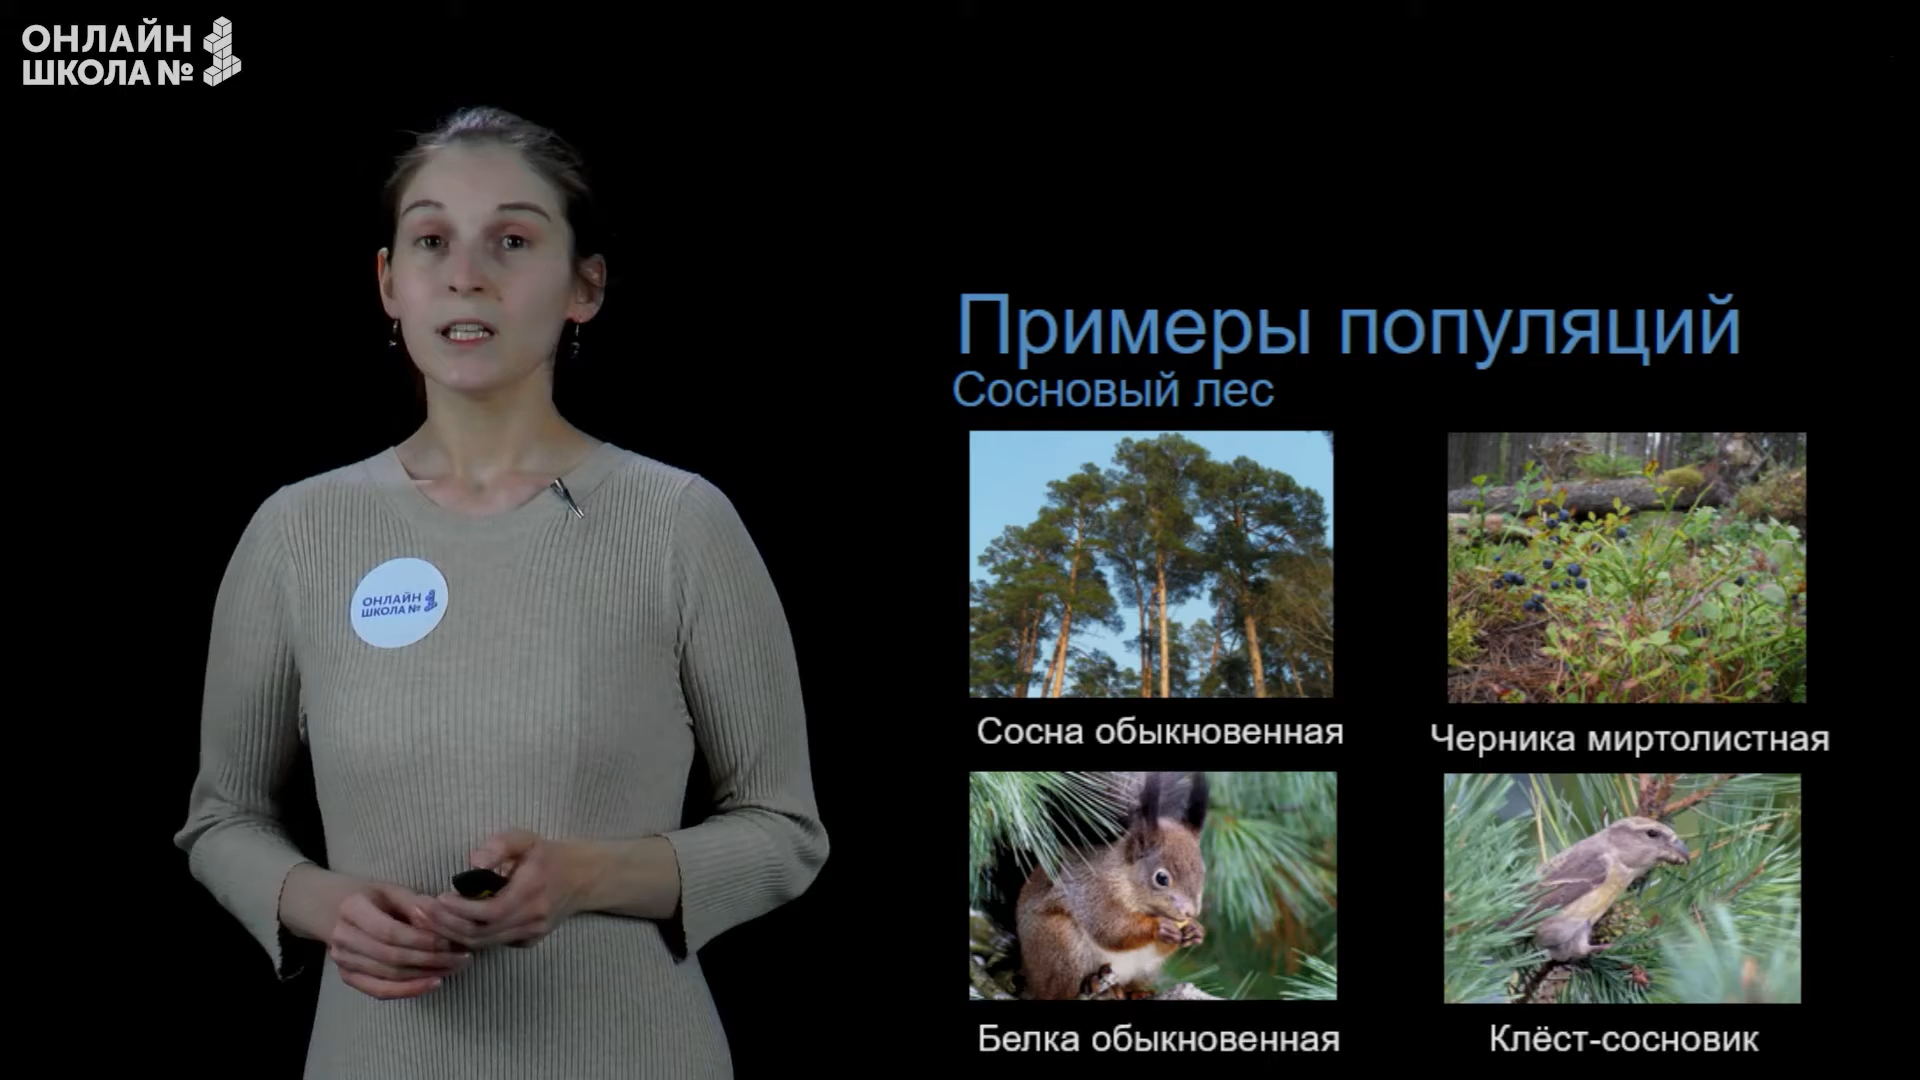 ОНЛАЙН
ШКОЛА №
Примеры популяций
Сосновый лес
ОНЛАЙН
ШКОЛА №
Сосна обыкновенная
Черника миртолистная
Белка обыкновенная
Клёст-сосновик